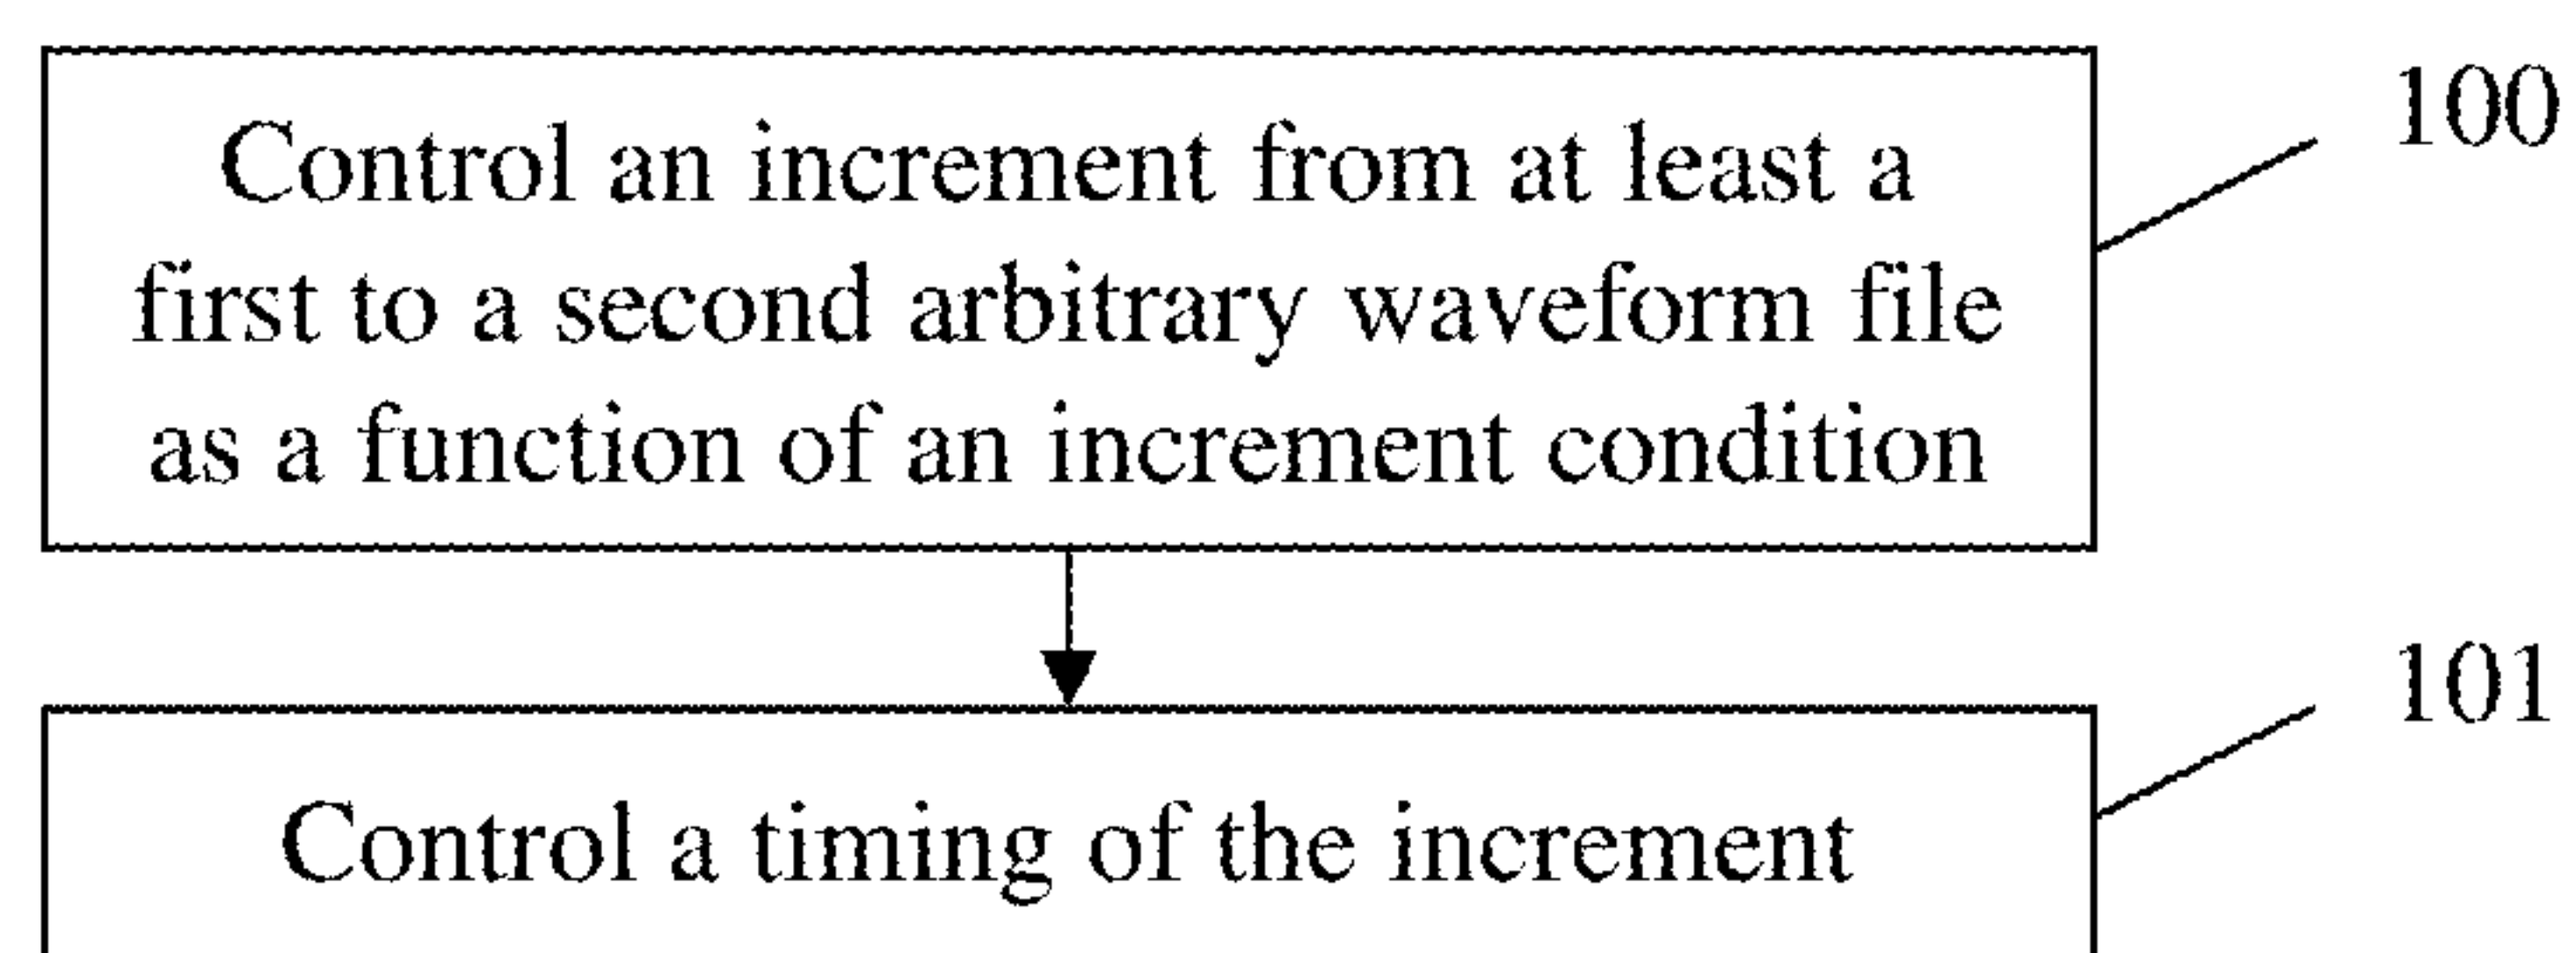 Control an increment from at least a
first to a second arbitrary waveform file
as a function of an increment condition
100
Control a timing of the increment
101